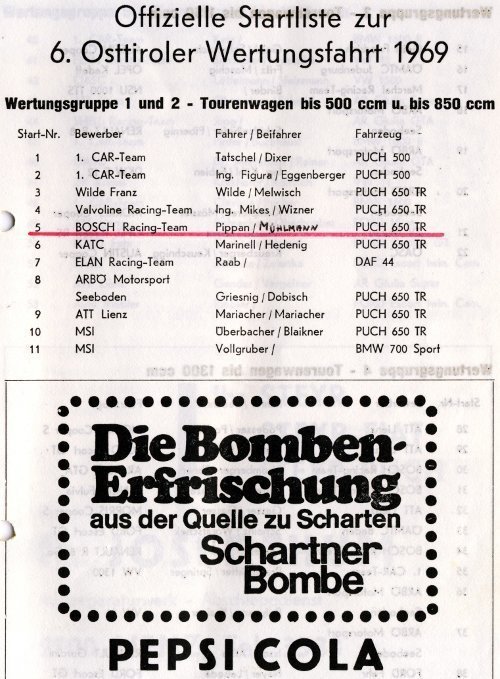 Offizielle Startliste zur
6. Osttiroler Wertungsfahrt 1969
Wertungsgruppe 1 und 2 - Tourenwagen bis 500 ccm u. bis 850 ccm
Start-Nr. Bewerber Fahrer / Beifahrer Fahrzeug
1 1. CAR-Team Tatschel / Dixer PUCH 500
2 1. CAR-Team Ing. Figura / Eggenberger PUCH 500
3 Wilde Franz Wilde / Melwisch PUCH 650 TR
4 Valvoline Racing-Team Ing. Mikes / Wizner PUCH 650 TR
5 BOSCH Racing-Team Pippan / MÜHLMANN PUCH 650 TR
6 KATC Marinell / Hedenig PUCH 650 TR
7 ELAN Racing-Team Raab / DAF 44
8 ARBÖ Motorsport
Seeboden Griesnig / Dobisch PUCH 650 TR
9 ATT Lienz Mariacher / Mariacher PUCH 650 TR
10 MSI Überbacher / Blaikner PUCH 650 TR
11 MSI Vollgruber / BMW 700 Sport
Die Bomben-
Erfrischung
aus der Quelle zu Scharten
Schartner
Bombe
PEPSI COLA